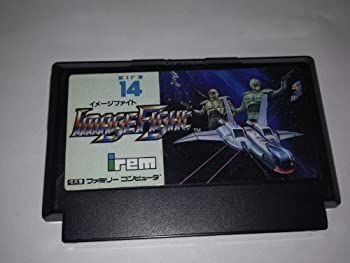 14
イメージファイト
IMAGE FIGHT
TM
irem
ファミリー コンピュータ